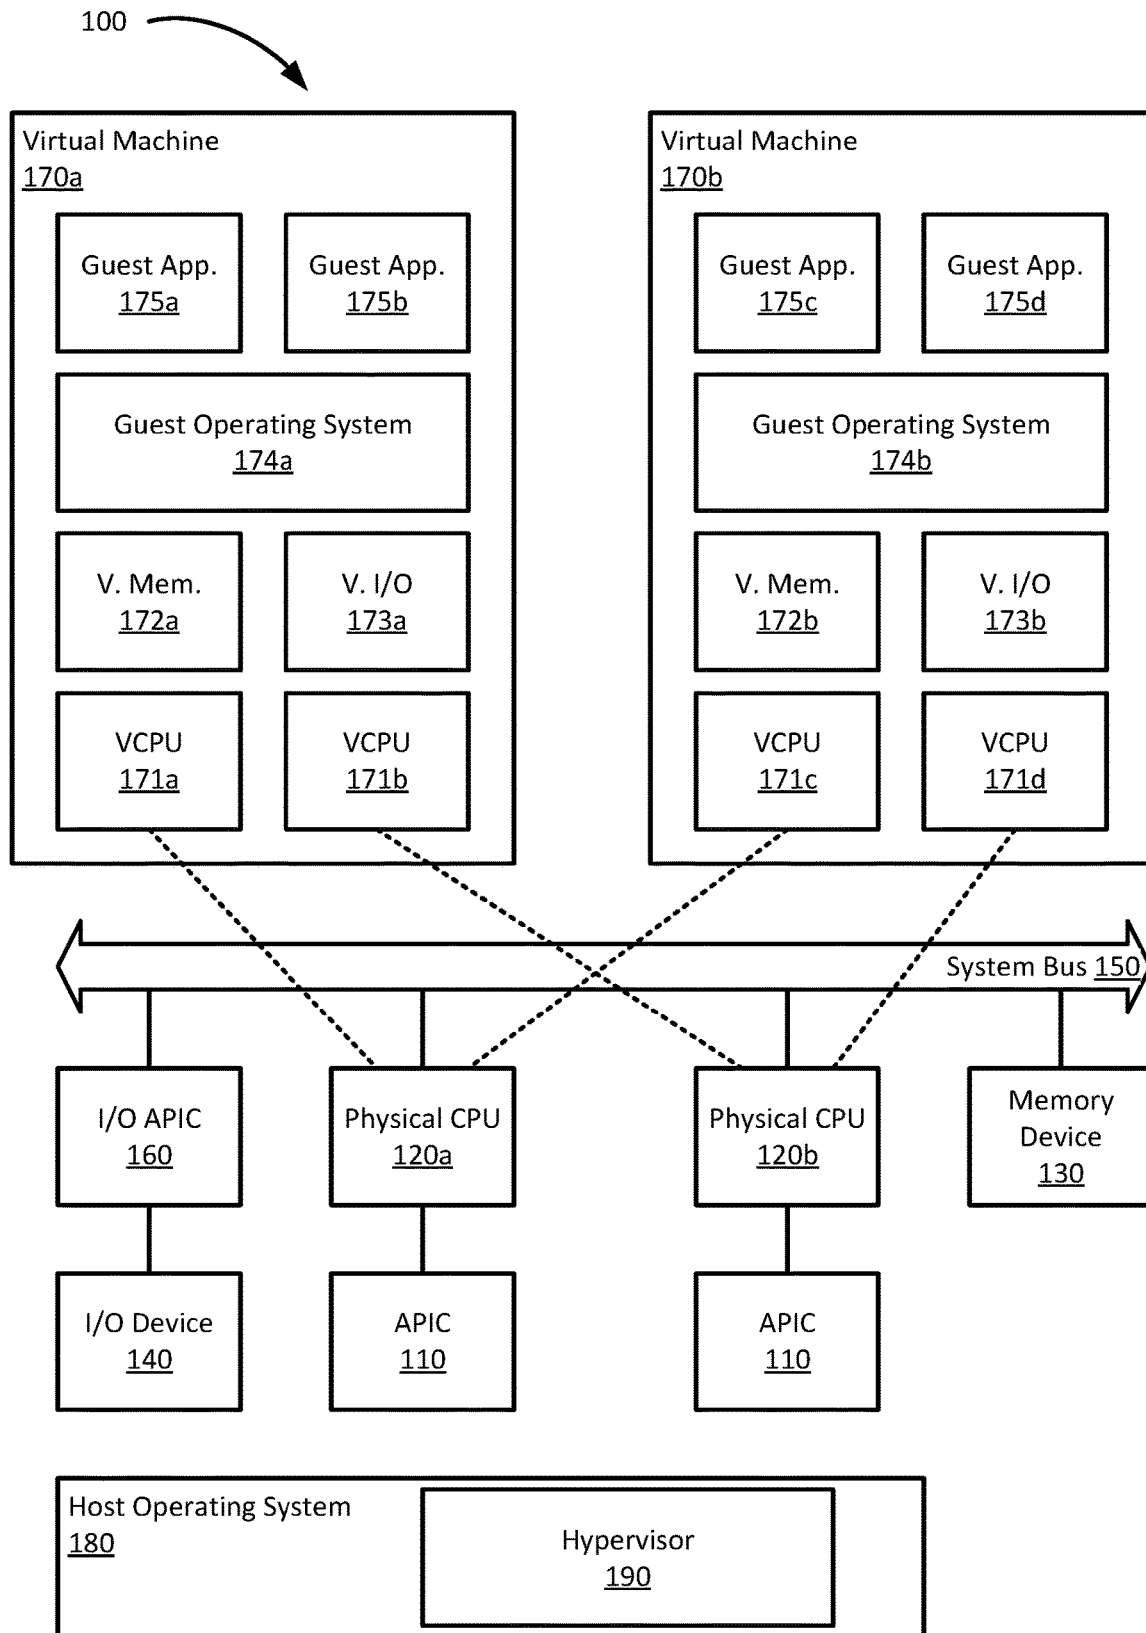 100
Virtual Machine
170a
Guest App.
175a
Guest App.
175b
Guest Operating System
174a
V. Mem.
172a
V. I/O
173a
VCPU
171a
VCPU
171b
Virtual Machine
170b
Guest App.
175c
Guest App.
175d
Guest Operating System
174b
V. Mem.
172b
V. I/O
173b
VCPU
171c
VCPU
171d
System Bus 150
I/O APIC
160
Physical CPU
120a
Physical CPU
120b
Memory
Device
130
I/O Device
140
APIC
110
APIC
110
Host Operating System
180
Hypervisor
190